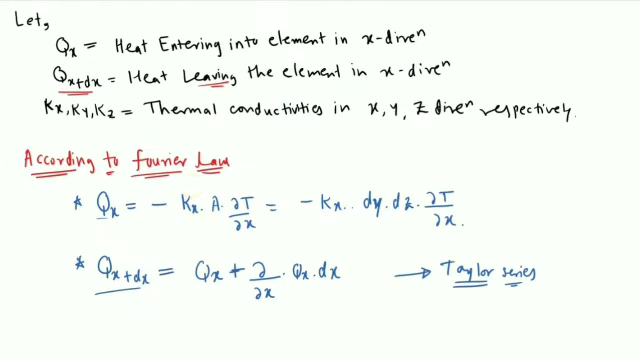 Let,
Qx = Heat Entering into element in x-diren
Qx+dx = Heat Leaving the element in x-diren
Kx, Ky, Kz = Thermal conductivities in x, y, z diren respectively.
According to fourier Law
* Qx = - Kx. A. ∂T/∂x = - Kx.. dy. dz. ∂T/∂x.
* Qx+dx = Qx + ∂/∂x . Qx. dx → Taylor series